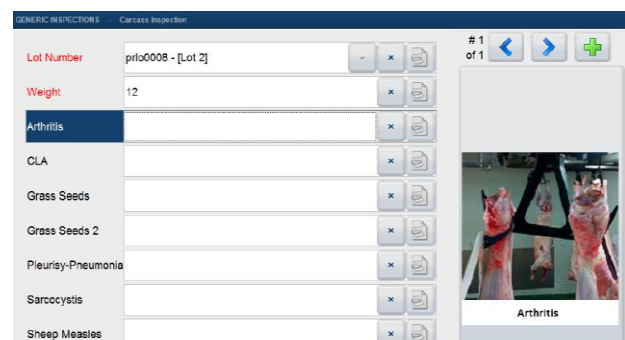 GENERIC INSPECTIONS - Carcase Inspection
Lot Number prlo0008 - [Lot 2]
Weight 12
Arthritis
CLA
Grass Seeds
Grass Seeds 2
Pleurisy-Pneumonia
Sarcocystis
Sheep Measles
# 1
of 1
Arthritis